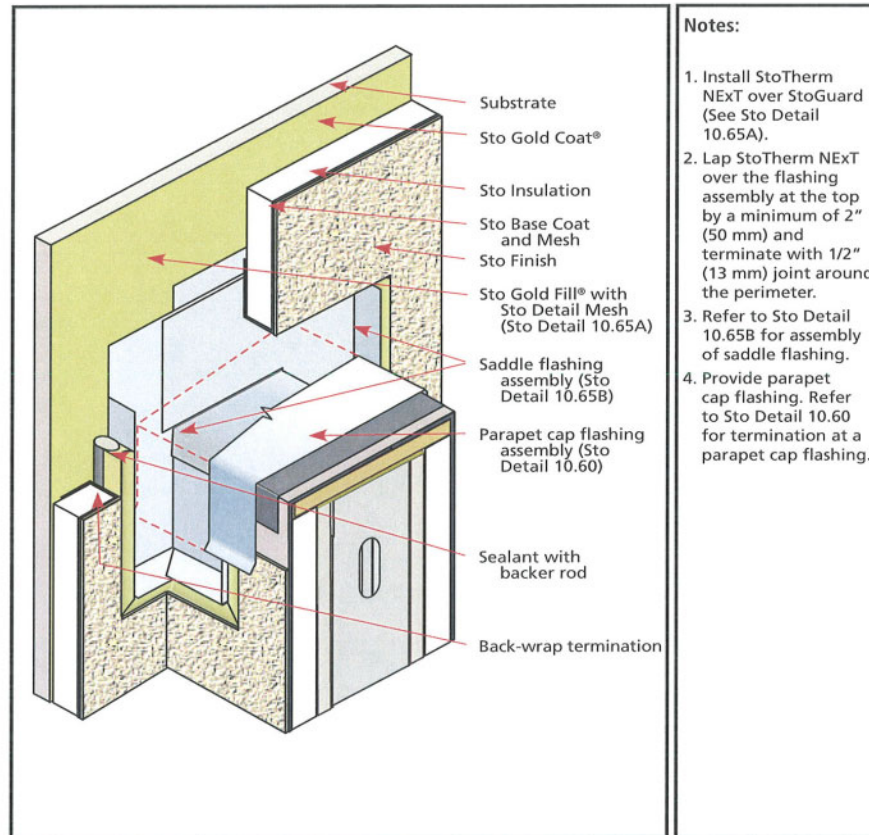 Substrate
Sto Gold Coat®
Sto Insulation
Sto Base Coat
and Mesh
Sto Finish
Sto Gold Fill® with
Sto Detail Mesh
(Sto Detail 10.65A)
Saddle flashing
assembly (Sto
Detail 10.65B)
Parapet cap flashing
assembly (Sto
Detail 10.60)
Sealant with
backer rod
Back-wrap termination
Notes:
1. Install StoTherm
NExT over StoGuard
(See Sto Detail
10.65A).
2. Lap StoTherm NExT
over the flashing
assembly at the top
by a minimum of 2"
(50 mm) and
terminate with 1/2"
(13 mm) joint around
the perimeter.
3. Refer to Sto Detail
10.65B for assembly
of saddle flashing.
4. Provide parapet
cap flashing. Refer
to Sto Detail 10.60
for termination at a
parapet cap flashing.